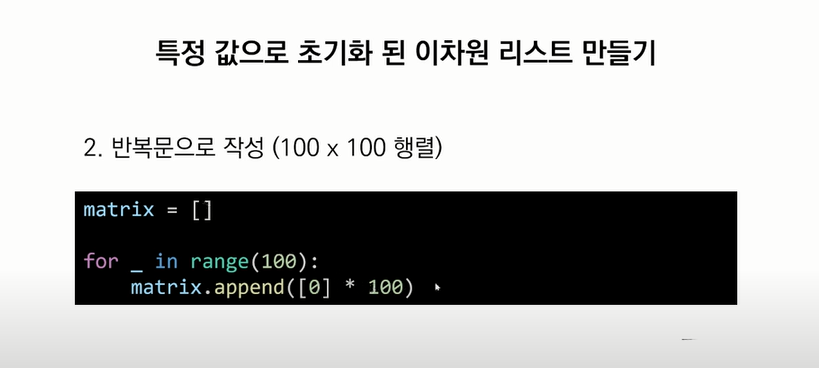 특정 값으로 초기화 된 이차원 리스트 만들기
2. 반복문으로 작성 (100 x 100 행렬)
matrix = []
for _ in range(100):
    matrix.append([0] * 100)